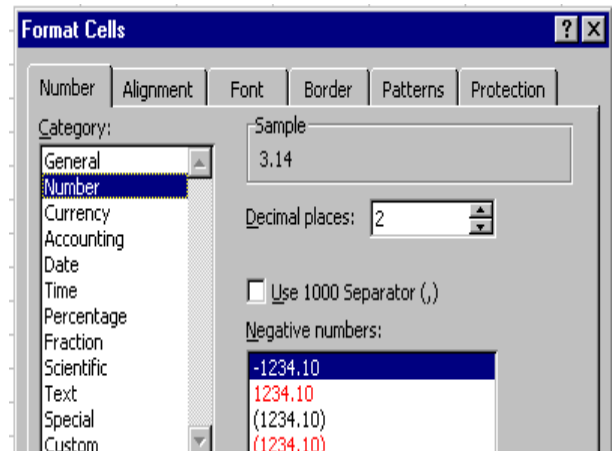 Format Cells
Number Alignment Font Border Patterns Protection
Category:
General
Number
Currency
Accounting
Date
Time
Percentage
Fraction
Scientific
Text
Special
Custom
Sample
3.14
Decimal places: 2
Use 1000 Separator (,)
Negative numbers:
-1234.10
1234.10
(1234.10)
(1234.10)